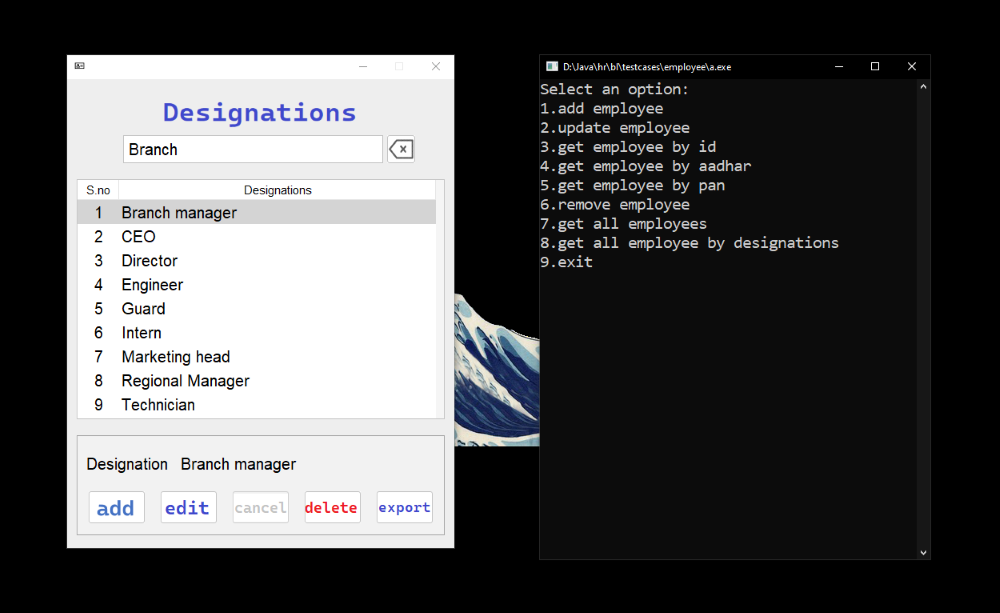 Designations
Branch
S.no Designations
1 Branch manager
2 CEO
3 Director
4 Engineer
5 Guard
6 Intern
7 Marketing head
8 Regional Manager
9 Technician
Designation Branch manager
add edit cancel delete export
D:\Java\hr\bl\testcases\employee\a.exe
Select an option:
1.add employee
2.update employee
3.get employee by id
4.get employee by aadhar
5.get employee by pan
6.remove employee
7.get all employees
8.get all employee by designations
9.exit